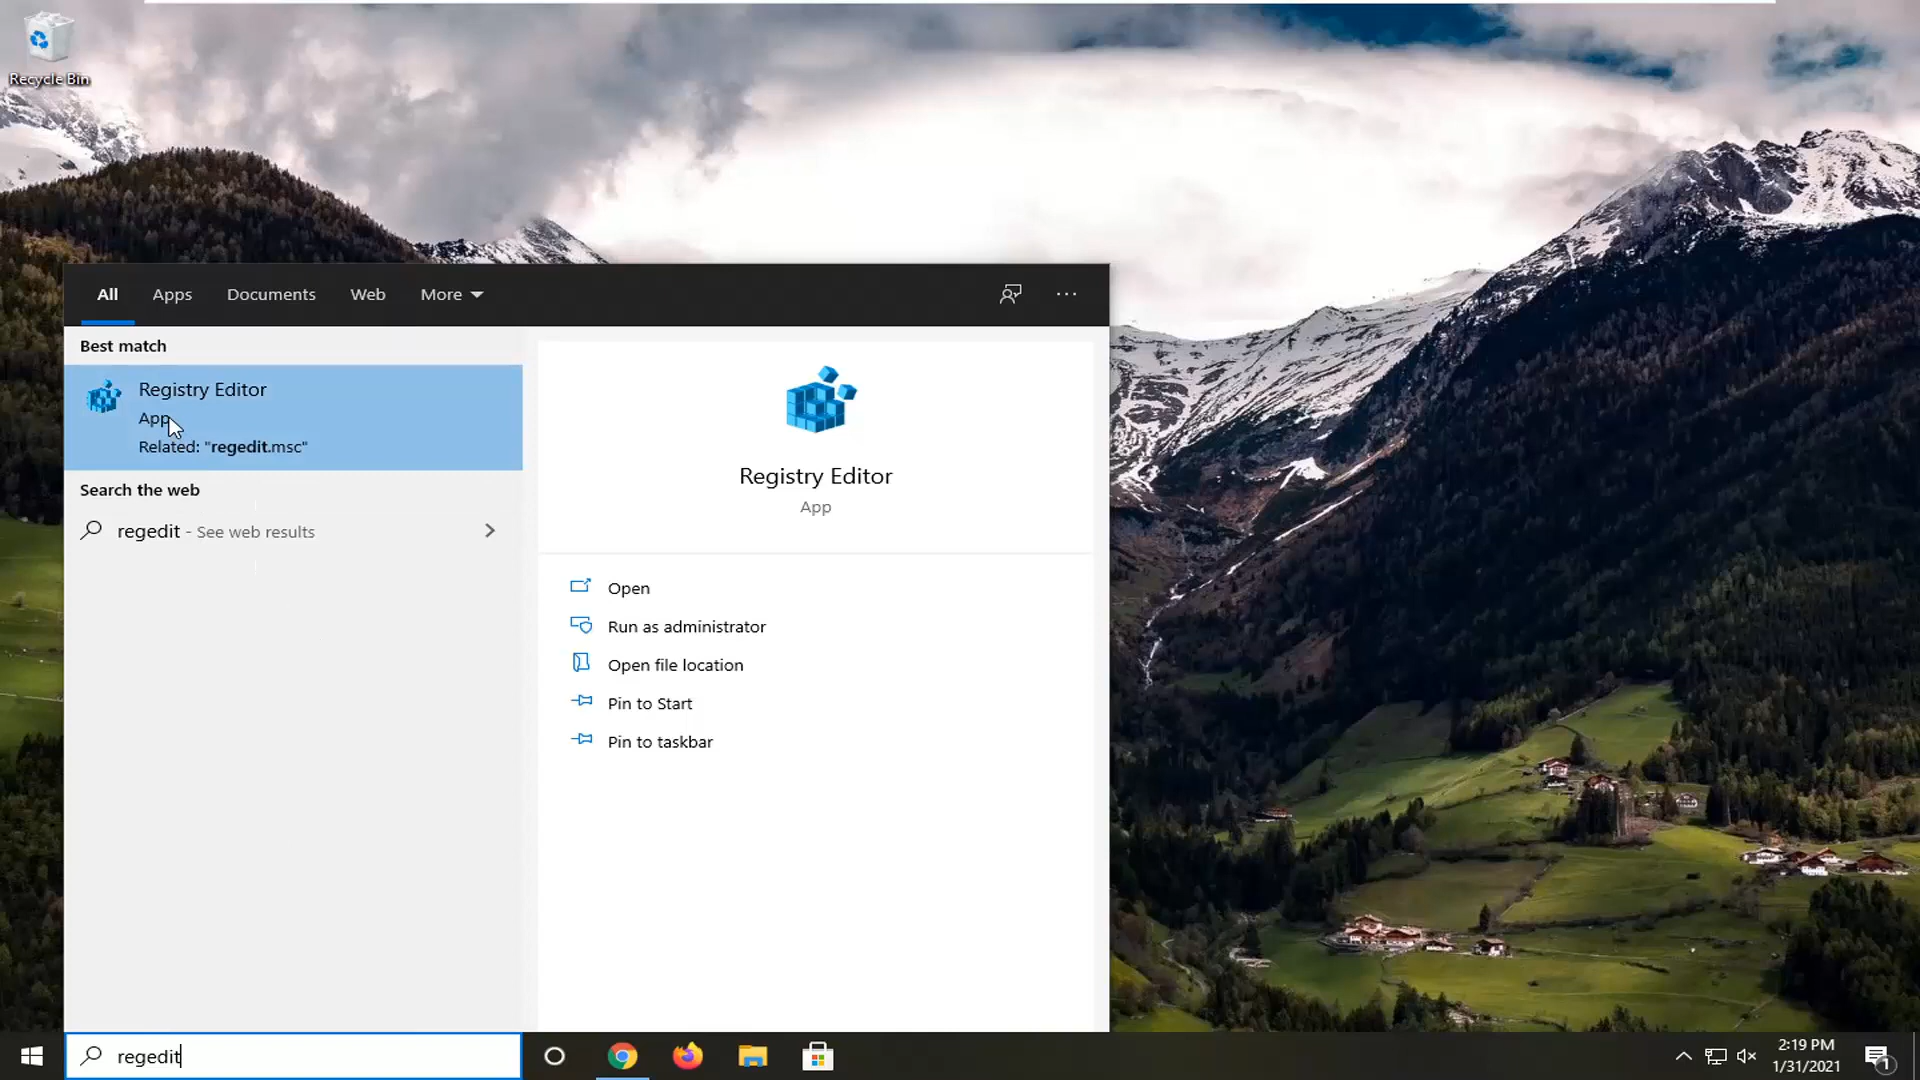 Recycle Bin
All Apps Documents Web More
Best match
Registry Editor
App
Related: "regedit.msc"
Search the web
regedit - See web results
Registry Editor
App
Open
Run as administrator
Open file location
Pin to Start
Pin to taskbar
regedit
2:19 PM
1/31/2021
1